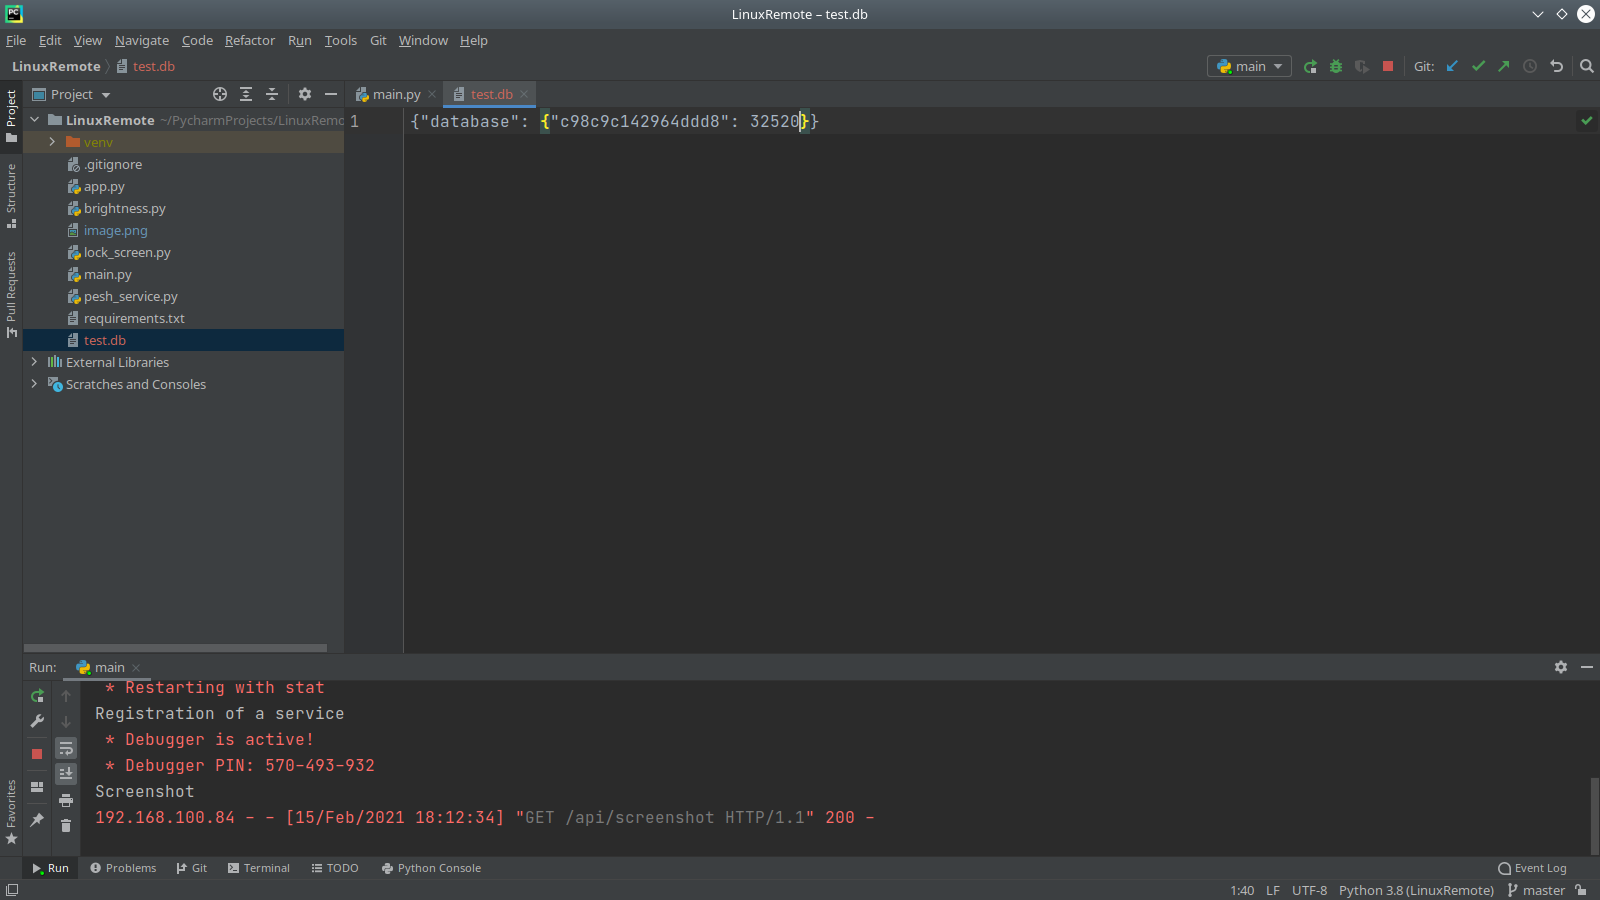 LinuxRemote – test.db
File Edit View Navigate Code Refactor Run Tools Git Window Help
LinuxRemote test.db main Git:
Project
main.py test.db
LinuxRemote ~/PycharmProjects/LinuxRemo
venv
.gitignore
app.py
brightness.py
image.png
lock_screen.py
main.py
pesh_service.py
requirements.txt
test.db
External Libraries
Scratches and Consoles
1 {"database": {"c98c9c142964ddd8": 32520}}
Project
Structure
Pull Requests
Favorites
Run: main
* Restarting with stat
Registration of a service
* Debugger is active!
* Debugger PIN: 570-493-932
Screenshot
192.168.100.84 - - [15/Feb/2021 18:12:34] "GET /api/screenshot HTTP/1.1" 200 -
Run Problems Git Terminal TODO Python Console Event Log
1:40 LF UTF-8 Python 3.8 (LinuxRemote) master